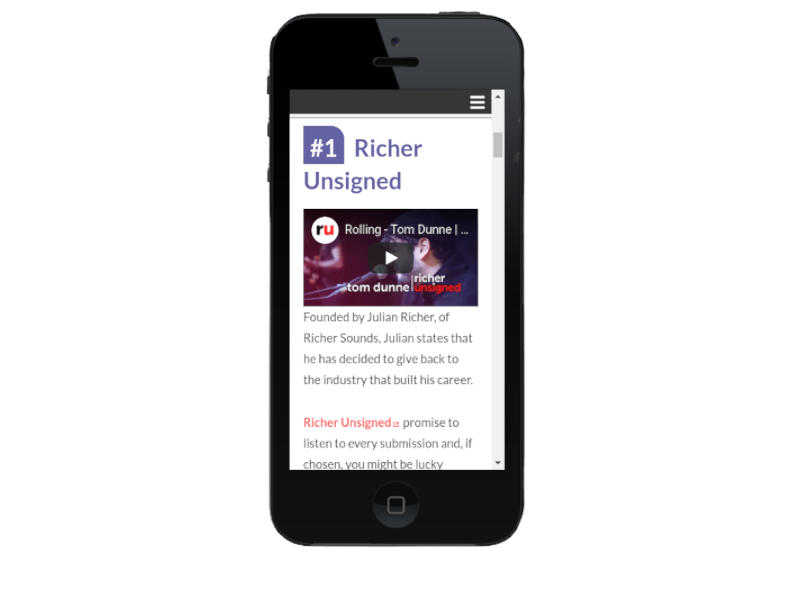 #1 Richer
Unsigned
ru Rolling - Tom Dunne | ...
richer
tom dunne unsigned
Founded by Julian Richer, of
Richer Sounds, Julian states that
he has decided to give back to
the industry that built his career.
Richer Unsigned promise to
listen to every submission and, if
chosen, you might be lucky